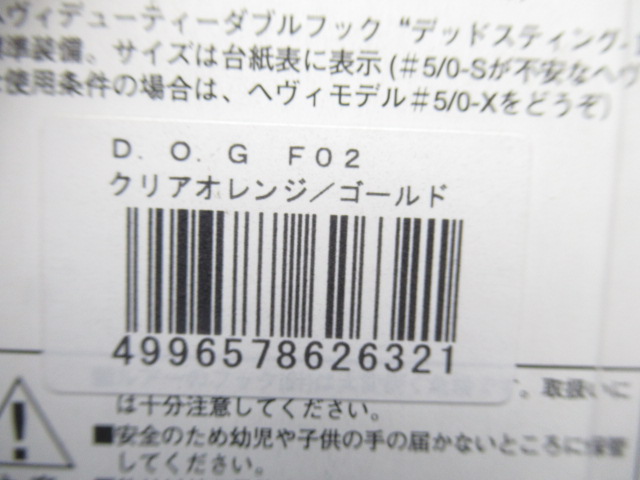 ヘヴィデューティーダブルフック“デッドスティング
標準装備。サイズは台紙表に表示(#5/0-Sが不安なヘヴ
使用条件の場合は、ヘヴィモデル#5/0-Xをどうぞ)
D.O.G F02
クリアオレンジ/ゴールド
4996578626321
取扱いに
は十分注意してください。
■安全のため幼児や子供の手の届かないところに保管
してください。